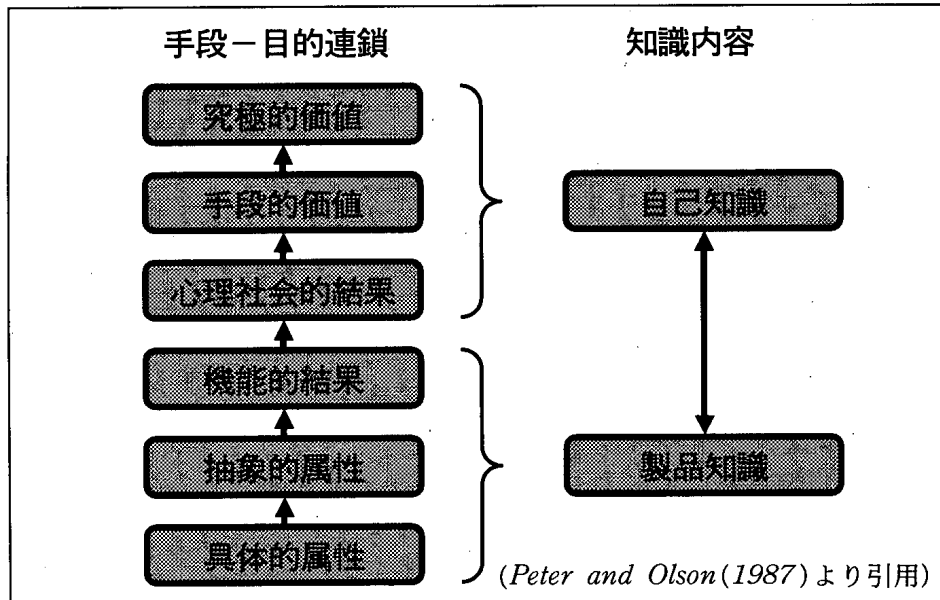 手段－目的連鎖
知識内容
究極的価値
手段的価値
心理社会的結果
機能的結果
抽象的属性
具体的属性
自己知識
製品知識
(Peter and Olson(1987)より引用)